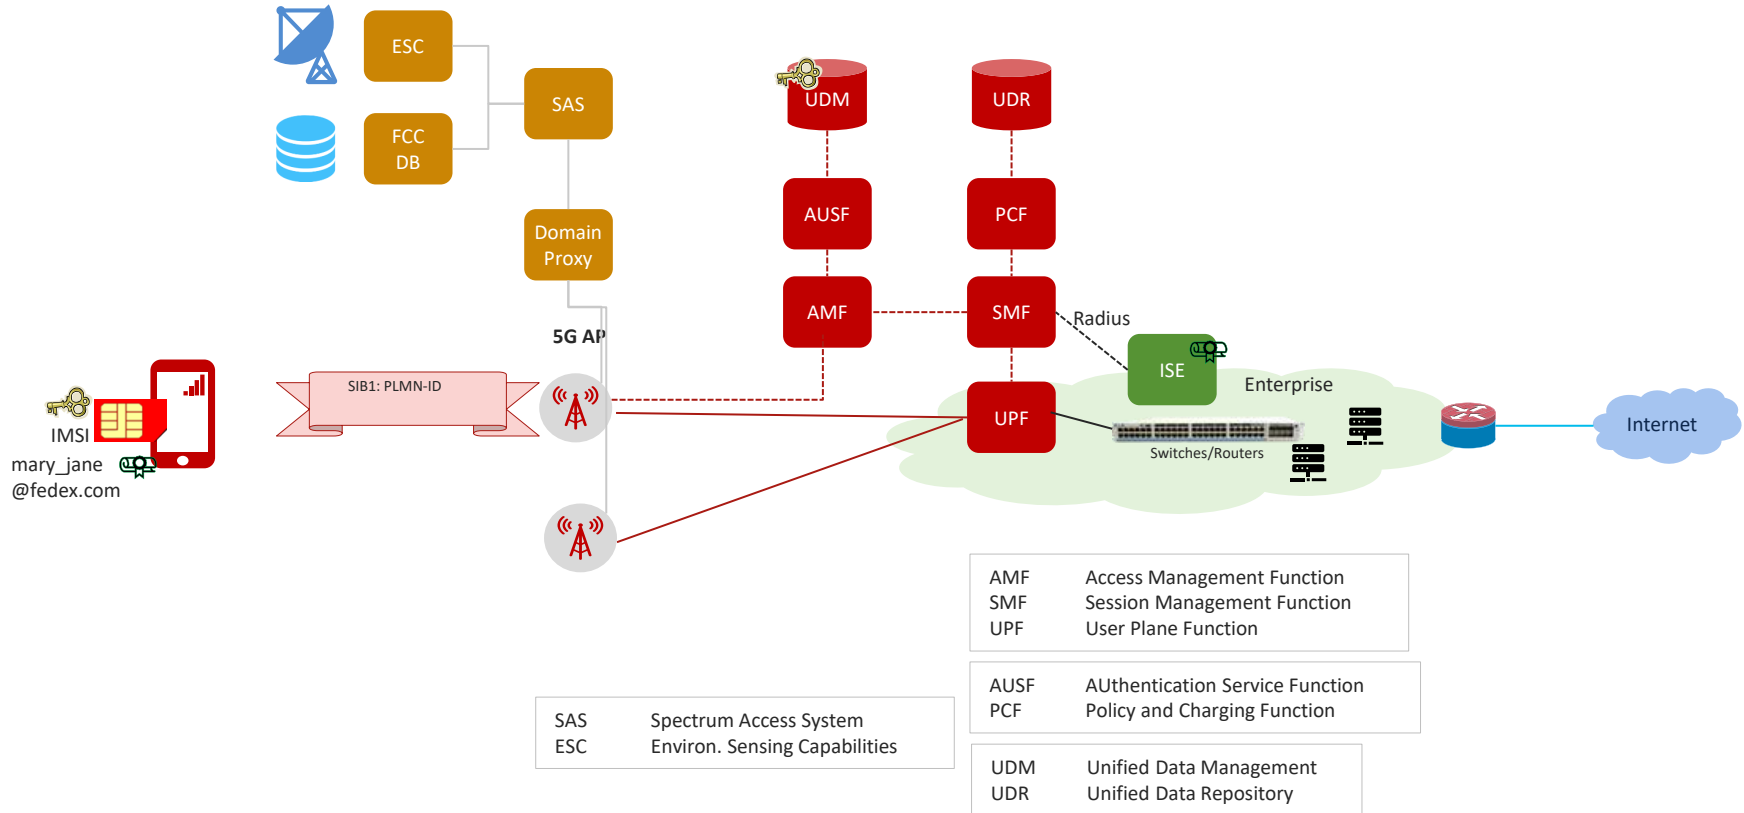 ESC
SAS
FCC
DB
UDM
UDR
AUSF
PCF
Domain
Proxy
AMF
SMF
Radius
5G AP
ISE
SIB1: PLMN-ID
Enterprise
IMSI
UPF
Internet
Switches/Routers
mary_jane
@fedex.com
AMF Access Management Function
SMF Session Management Function
UPF User Plane Function
AUSF AUthentication Service Function
PCF Policy and Charging Function
SAS Spectrum Access System
ESC Environ. Sensing Capabilities
UDM Unified Data Management
UDR Unified Data Repository